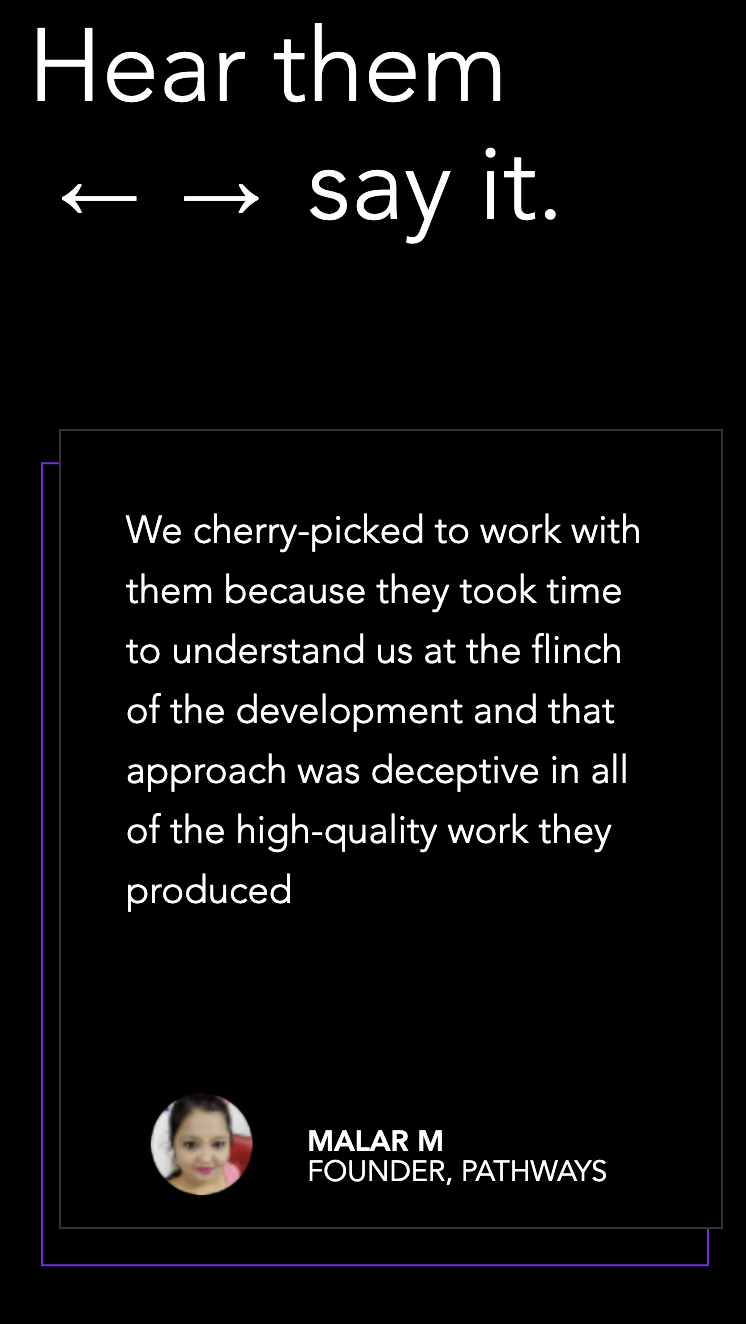 Hear them
← → say it.
We cherry-picked to work with
them because they took time
to understand us at the flinch
of the development and that
approach was deceptive in all
of the high-quality work they
produced
MALAR M
FOUNDER, PATHWAYS